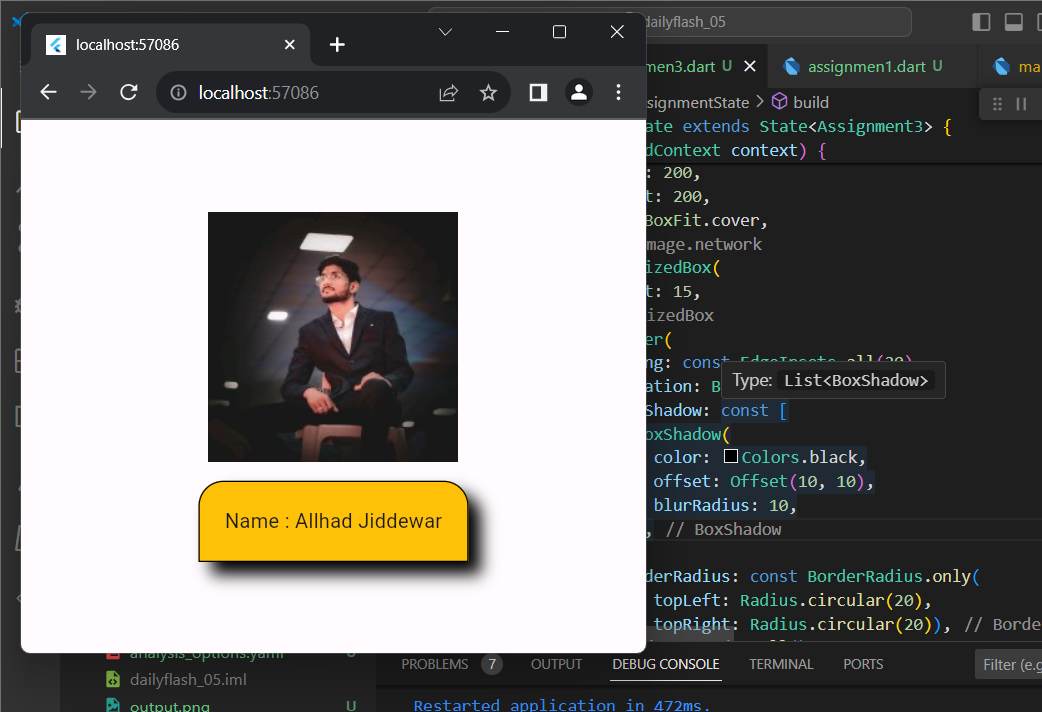 localhost:57086
localhost:57086
Name : Allhad Jiddewar
dailyflash_05
men3.dart U
assignmen1.dart U
ma
ssignmentState > build
ate extends State<Assignment3> {
dContext context) {
: 200,
t: 200,
BoxFit.cover,
mage.network
izedBox(
t: 15,
izedBox
er(
ng: const EdgeInsets.all(20),
ation: B
Type: List<BoxShadow>
Shadow: const [
oxShadow(
color: Colors.black,
offset: Offset(10, 10),
blurRadius: 10,
, // BoxShadow
derRadius: const BorderRadius.only(
topLeft: Radius.circular(20),
topRight: Radius.circular(20)), // Borde
analysis_options.yaml U
dailyflash_05.iml
output.png U
PROBLEMS 7 OUTPUT DEBUG CONSOLE TERMINAL PORTS
Filter (e.g
Restarted application in 472ms.